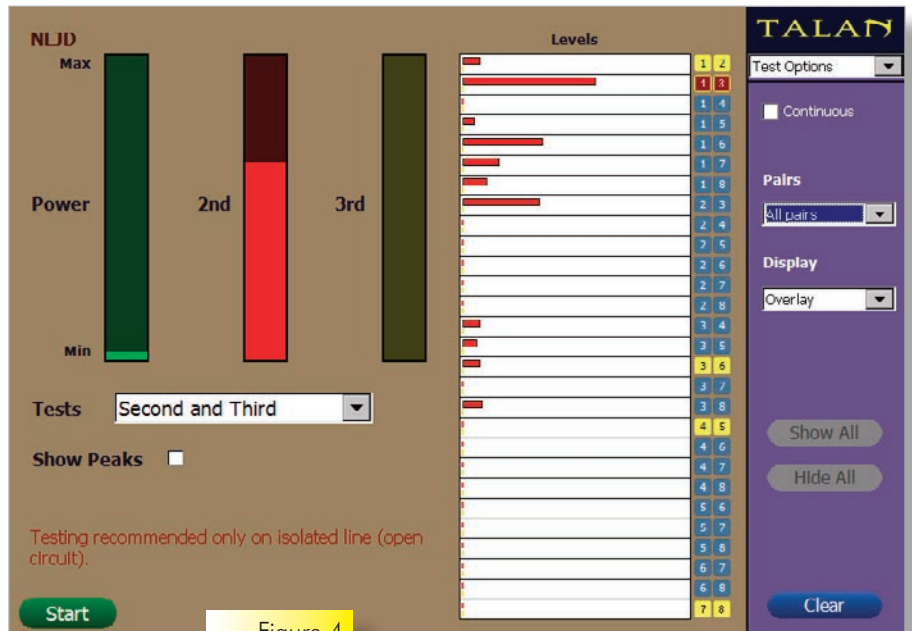 NLJD
Max
Power
Min
2nd
3rd
Tests
Second and Third
Show Peaks
Testing recommended only on isolated line (open
circuit).
Start
Figure 4
Levels
1 2
1 3
1 4
1 5
1 6
1 7
1 8
2 3
2 4
2 5
2 6
2 7
2 8
3 4
3 5
3 6
3 7
3 8
4 5
4 6
4 7
4 8
5 6
5 7
5 8
6 7
6 8
7 8
TALAN
Test Options
Continuous
Pairs
All pairs
Display
Overlay
Show All
Hide All
Clear